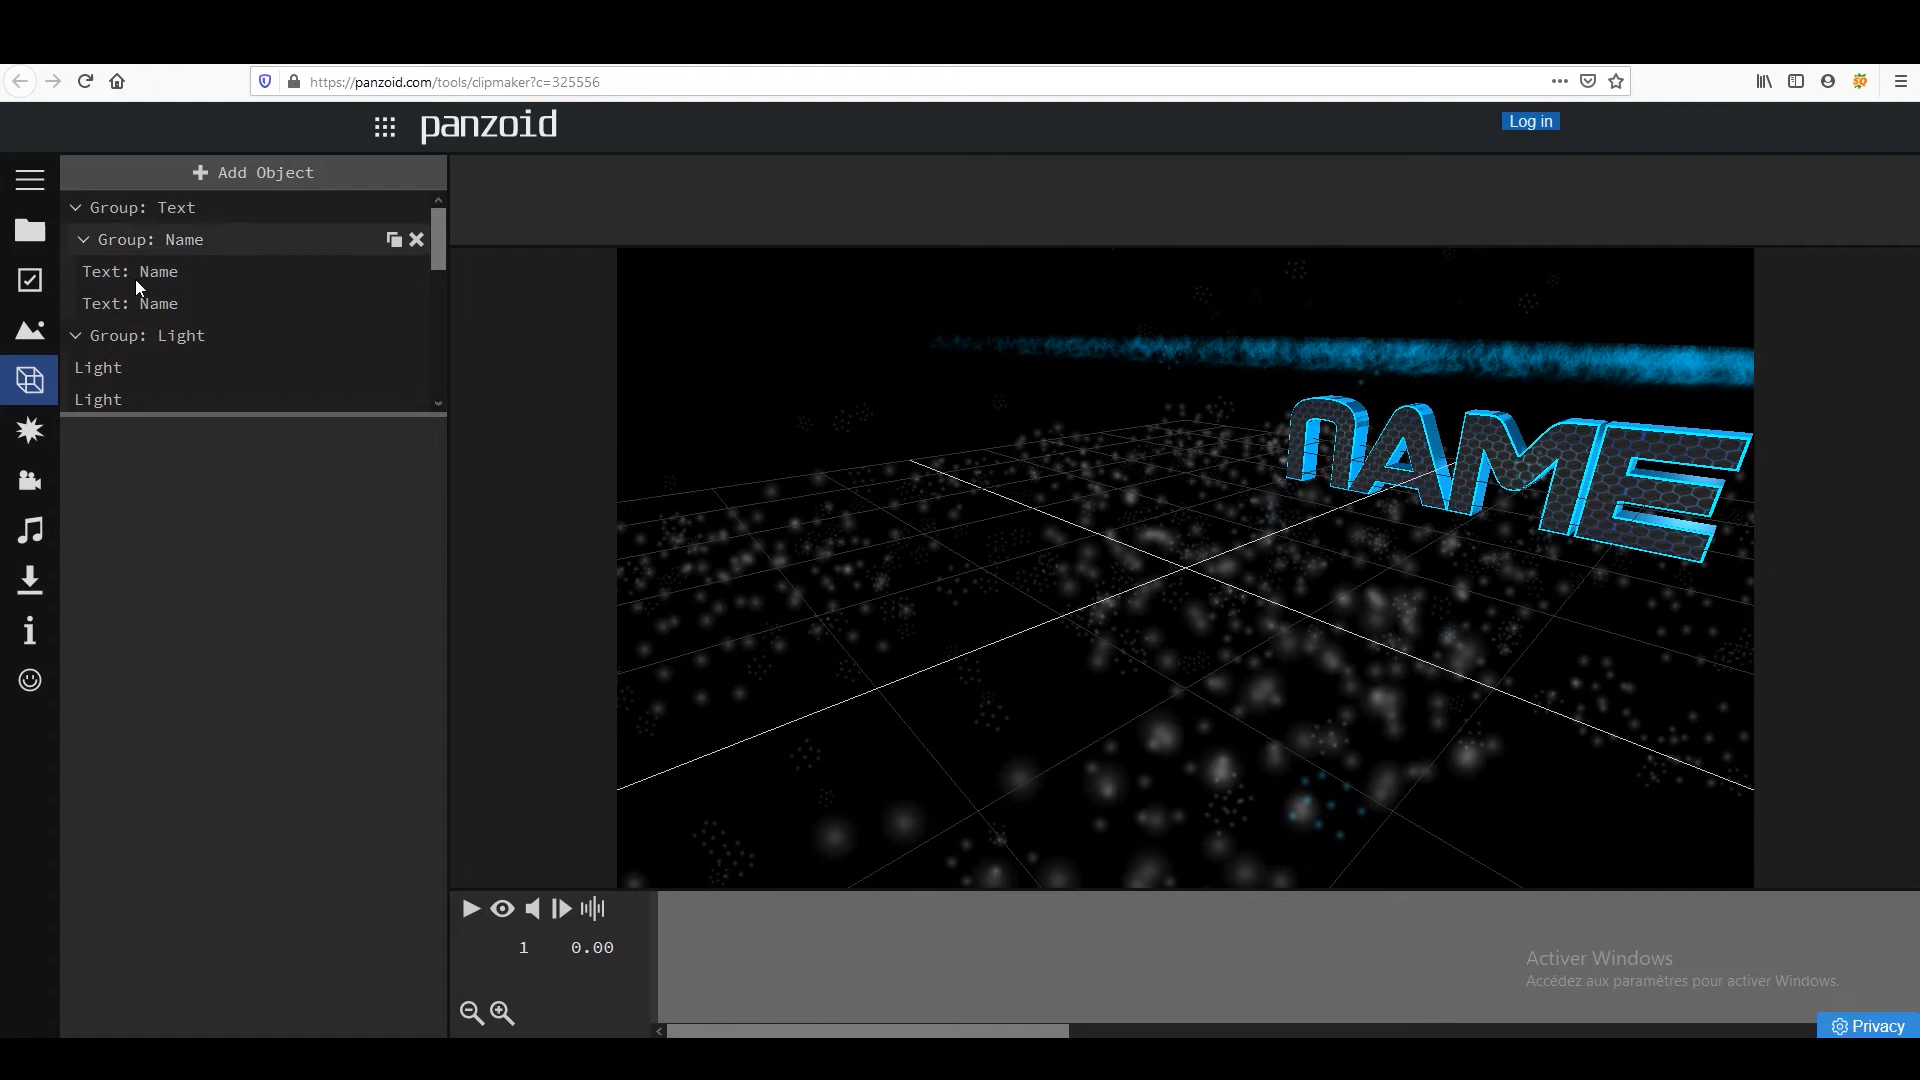 https://panzoid.com/tools/clipmaker?c=325556
panzoid
Log in
Add Object
Group: Text
Group: Name
Text: Name
Text: Name
Group: Light
Light
Light
NAME
1 0.00
Activer Windows
Accédez aux paramètres pour activer Windows.
Privacy